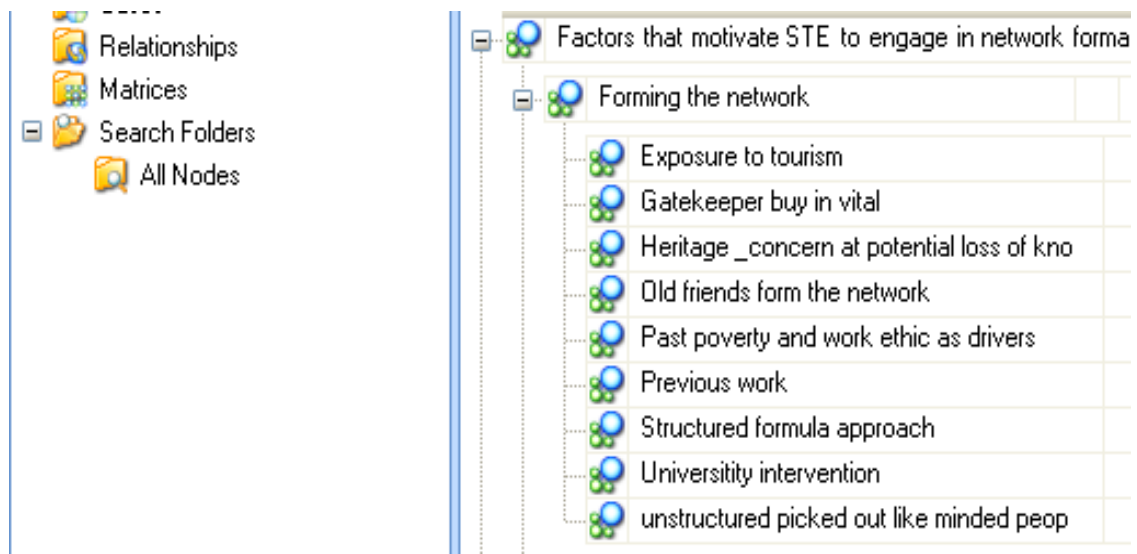 Relationships
Matrices
Search Folders
All Nodes
Factors that motivate STE to engage in network forma
Forming the network
Exposure to tourism
Gatekeeper buy in vital
Heritage _concern at potential loss of kno
Old friends form the network
Past poverty and work ethic as drivers
Previous work
Structured formula approach
Universitity intervention
unstructured picked out like minded peop